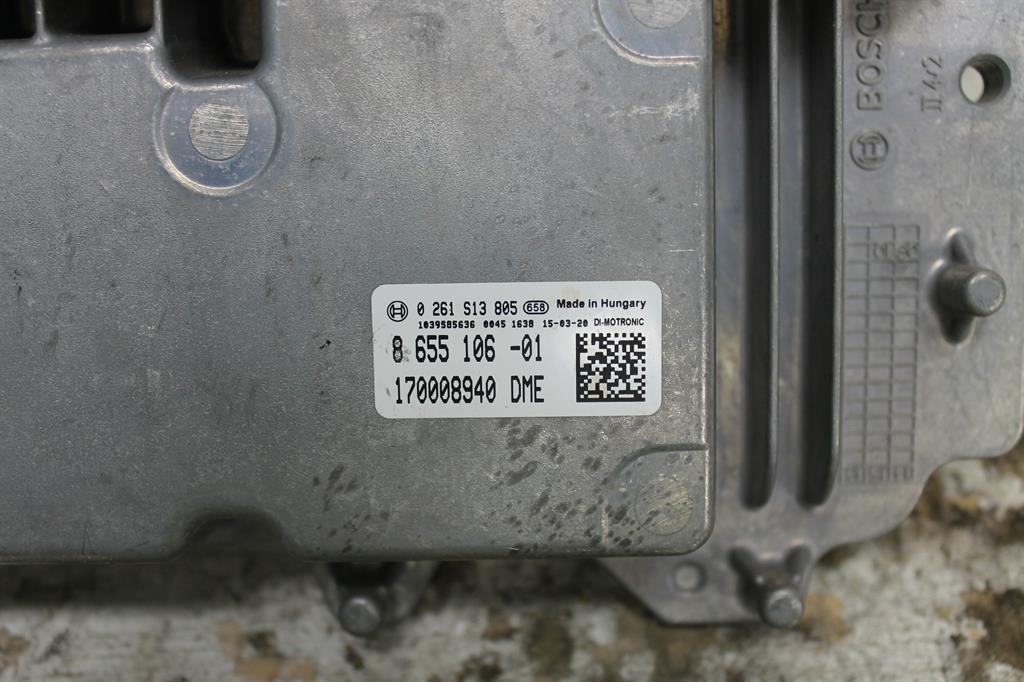 0 261 S13 805 658 Made in Hungary
1039S85636 0045 1638 15-03-20 DI-MOTRONIC
8 655 106 -01
170008940 DME
BOSCH